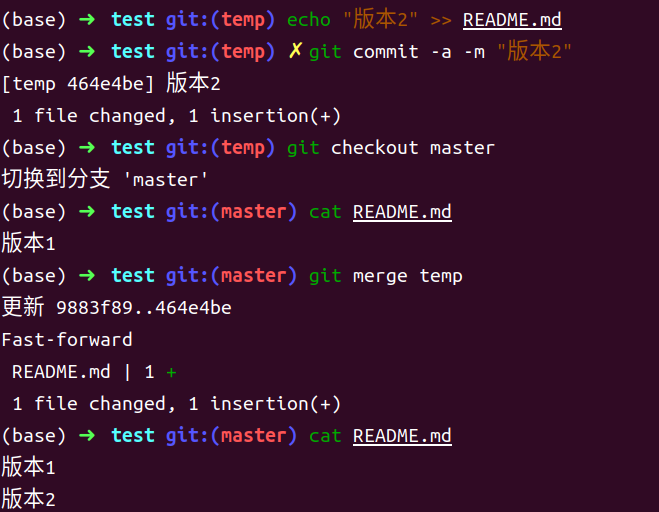 (base) ➜ test git:(temp) echo "版本2" >> README.md
(base) ➜ test git:(temp) ✗ git commit -a -m "版本2"
[temp 464e4be] 版本2
 1 file changed, 1 insertion(+)
(base) ➜ test git:(temp) git checkout master
切换到分支 'master'
(base) ➜ test git:(master) cat README.md
版本1
(base) ➜ test git:(master) git merge temp
更新 9883f89..464e4be
Fast-forward
 README.md | 1 +
 1 file changed, 1 insertion(+)
(base) ➜ test git:(master) cat README.md
版本1
版本2